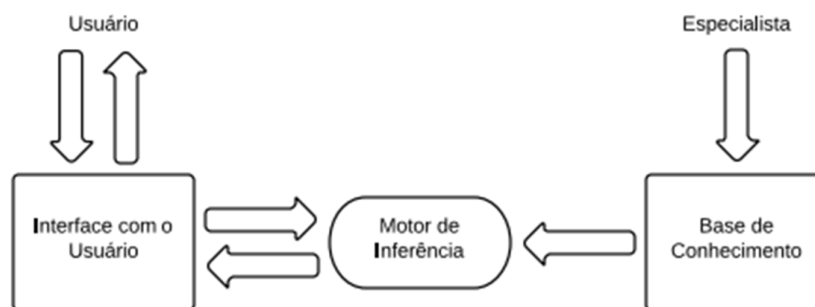 Usuário
Especialista
Interface com o
Usuário
Motor de
Inferência
Base de
Conhecimento